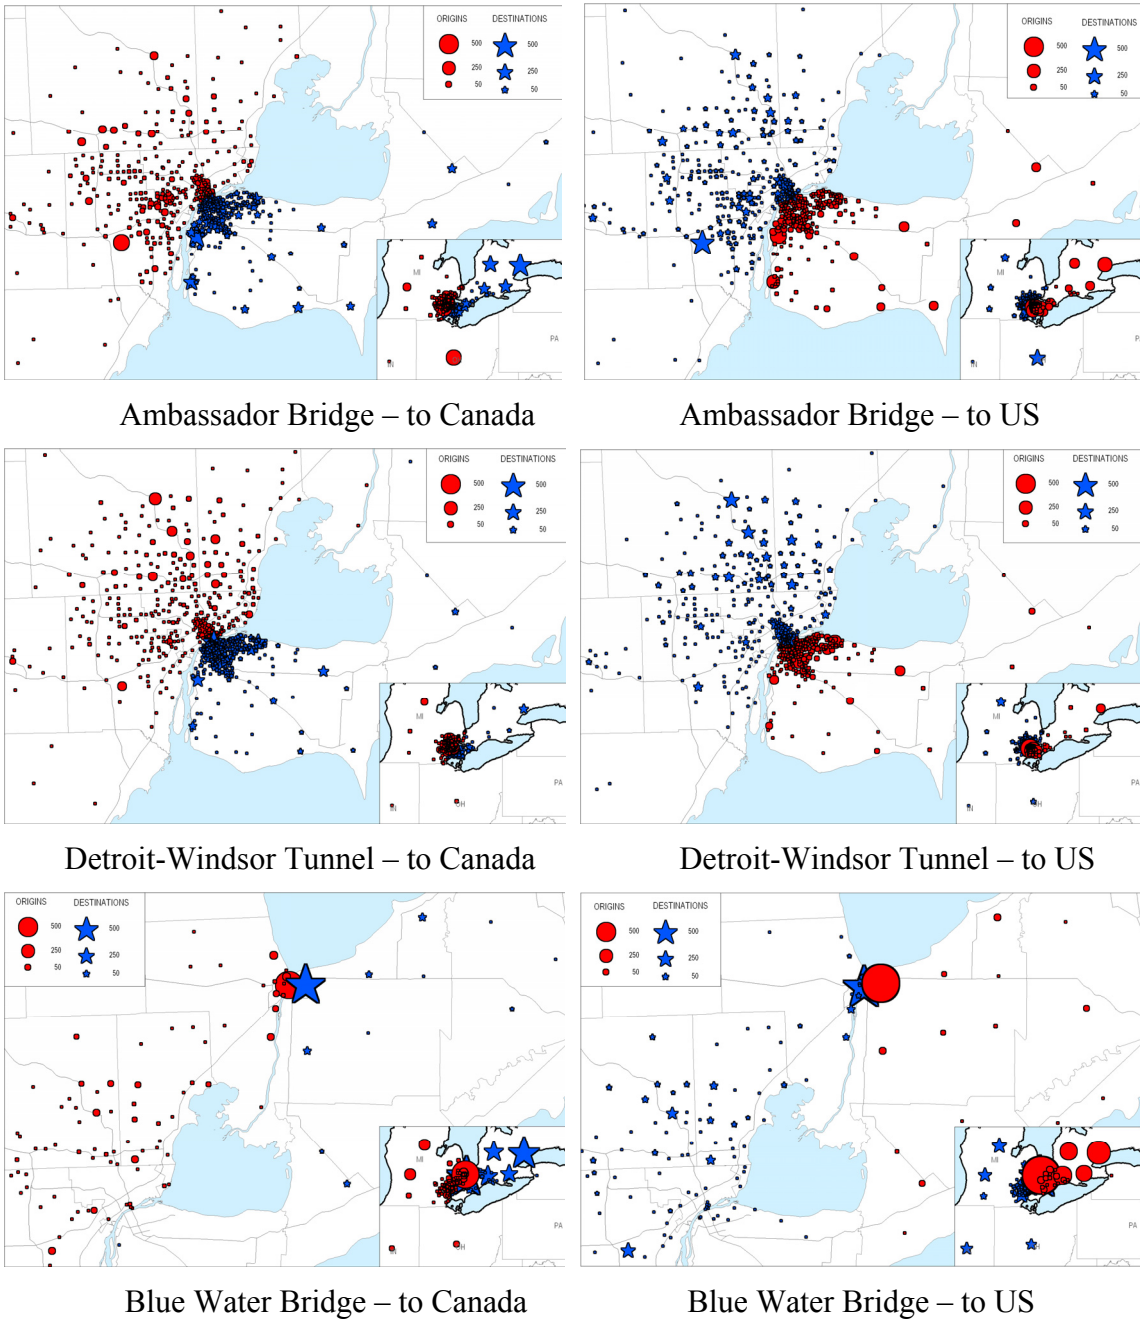 ORIGINS DESTINATIONS
500 500
250 250
50 50
MI
IN
PA
Ambassador Bridge – to Canada
ORIGINS DESTINATIONS
500 500
250 250
50 50
MI
IN
PA
Ambassador Bridge – to US
ORIGINS DESTINATIONS
500 500
250 250
50 50
MI
IN
OH
PA
Detroit-Windsor Tunnel – to Canada
ORIGINS DESTINATIONS
500 500
250 250
50 50
MI
IN
OH
PA
Detroit-Windsor Tunnel – to US
ORIGINS DESTINATIONS
500 500
250 250
50 50
MI
IN
OH
PA
Blue Water Bridge – to Canada
ORIGINS DESTINATIONS
500 500
250 250
50 50
MI
PA
Blue Water Bridge – to US